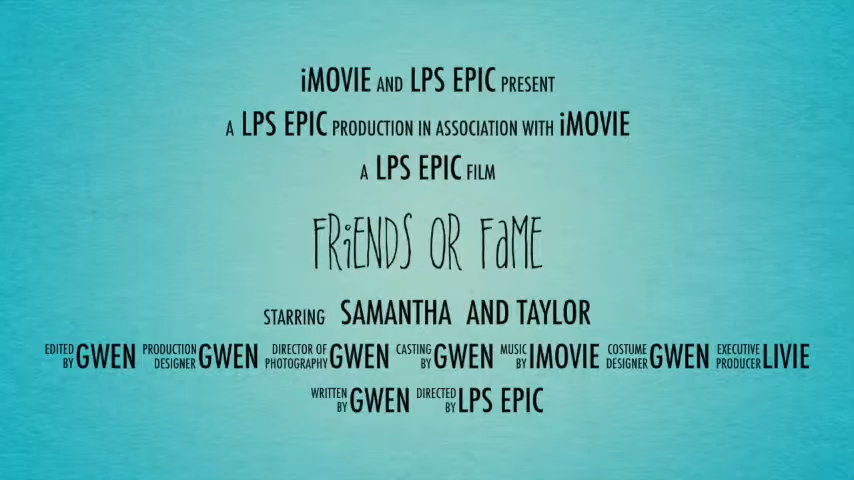 iMOVIE AND LPS EPIC PRESENT
A LPS EPIC PRODUCTION IN ASSOCIATION WITH iMOVIE
A LPS EPIC FILM
FRiENDS OR FaME
STARRING SAMANTHA AND TAYLOR
EDITED BY GWEN PRODUCTION DESIGNER GWEN DIRECTOR OF PHOTOGRAPHY GWEN CASTING BY GWEN MUSIC BY IMOVIE COSTUME DESIGNER GWEN EXECUTIVE PRODUCER LIVIE
WRITTEN BY GWEN DIRECTED BY LPS EPIC